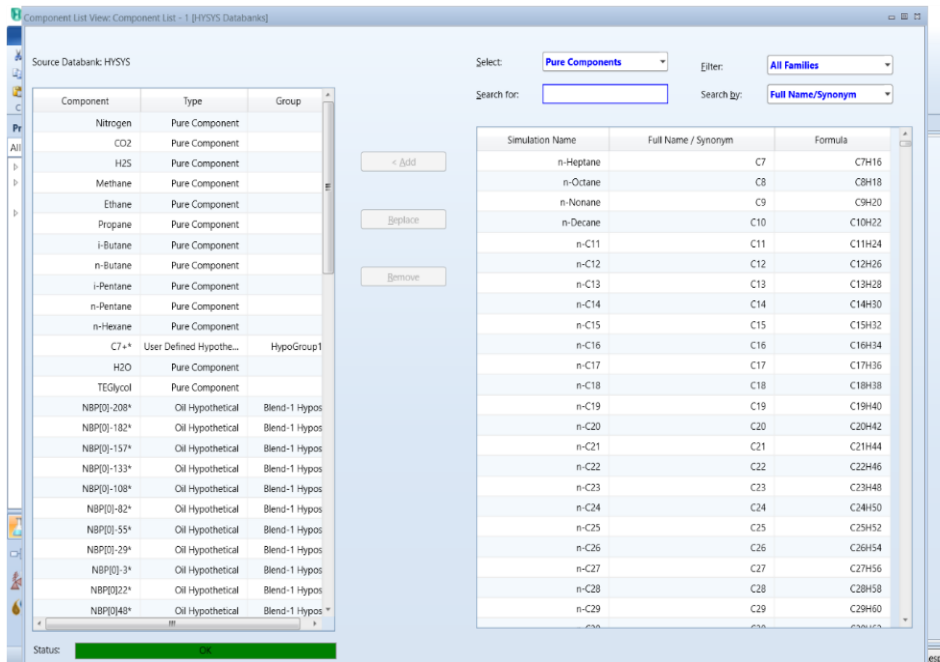 Component List View: Component List - 1 [HYSYS Databanks]
Source Databank: HYSYS
Select: Pure Components Filter: All Families
Search for: Search by: Full Name/Synonym
Component Type Group
Nitrogen Pure Component
CO2 Pure Component
H2S Pure Component
Methane Pure Component
Ethane Pure Component
Propane Pure Component
i-Butane Pure Component
n-Butane Pure Component
i-Pentane Pure Component
n-Pentane Pure Component
n-Hexane Pure Component
C7+* User Defined Hypothe... HypoGroup1
H2O Pure Component
TEGlycol Pure Component
NBP[0]-208* Oil Hypothetical Blend-1 Hypos
NBP[0]-182* Oil Hypothetical Blend-1 Hypos
NBP[0]-157* Oil Hypothetical Blend-1 Hypos
NBP[0]-133* Oil Hypothetical Blend-1 Hypos
NBP[0]-108* Oil Hypothetical Blend-1 Hypos
NBP[0]-82* Oil Hypothetical Blend-1 Hypos
NBP[0]-55* Oil Hypothetical Blend-1 Hypos
NBP[0]-29* Oil Hypothetical Blend-1 Hypos
NBP[0]-3* Oil Hypothetical Blend-1 Hypos
NBP[0]22* Oil Hypothetical Blend-1 Hypos
NBP[0]48* Oil Hypothetical Blend-1 Hypos
< Add
Replace
Remove
Simulation Name Full Name / Synonym Formula
n-Heptane C7 C7H16
n-Octane C8 C8H18
n-Nonane C9 C9H20
n-Decane C10 C10H22
n-C11 C11 C11H24
n-C12 C12 C12H26
n-C13 C13 C13H28
n-C14 C14 C14H30
n-C15 C15 C15H32
n-C16 C16 C16H34
n-C17 C17 C17H36
n-C18 C18 C18H38
n-C19 C19 C19H40
n-C20 C20 C20H42
n-C21 C21 C21H44
n-C22 C22 C22H46
n-C23 C23 C23H48
n-C24 C24 C24H50
n-C25 C25 C25H52
n-C26 C26 C26H54
n-C27 C27 C27H56
n-C28 C28 C28H58
n-C29 C29 C29H60
Status: OK